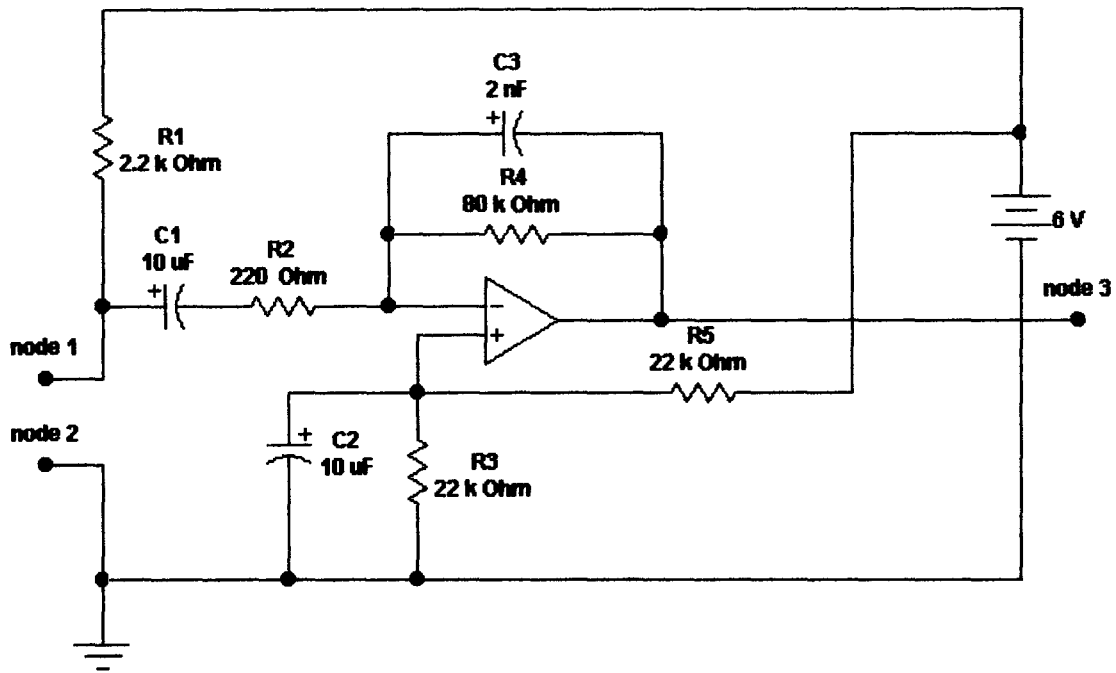 C3
2 nF
+
R1
2.2 k Ohm
R4
80 k Ohm
C1
10 uF
+
R2
220 Ohm
6 V
node 3
−
+
node 1
R5
22 k Ohm
node 2
+
C2
10 uF
R3
22 k Ohm